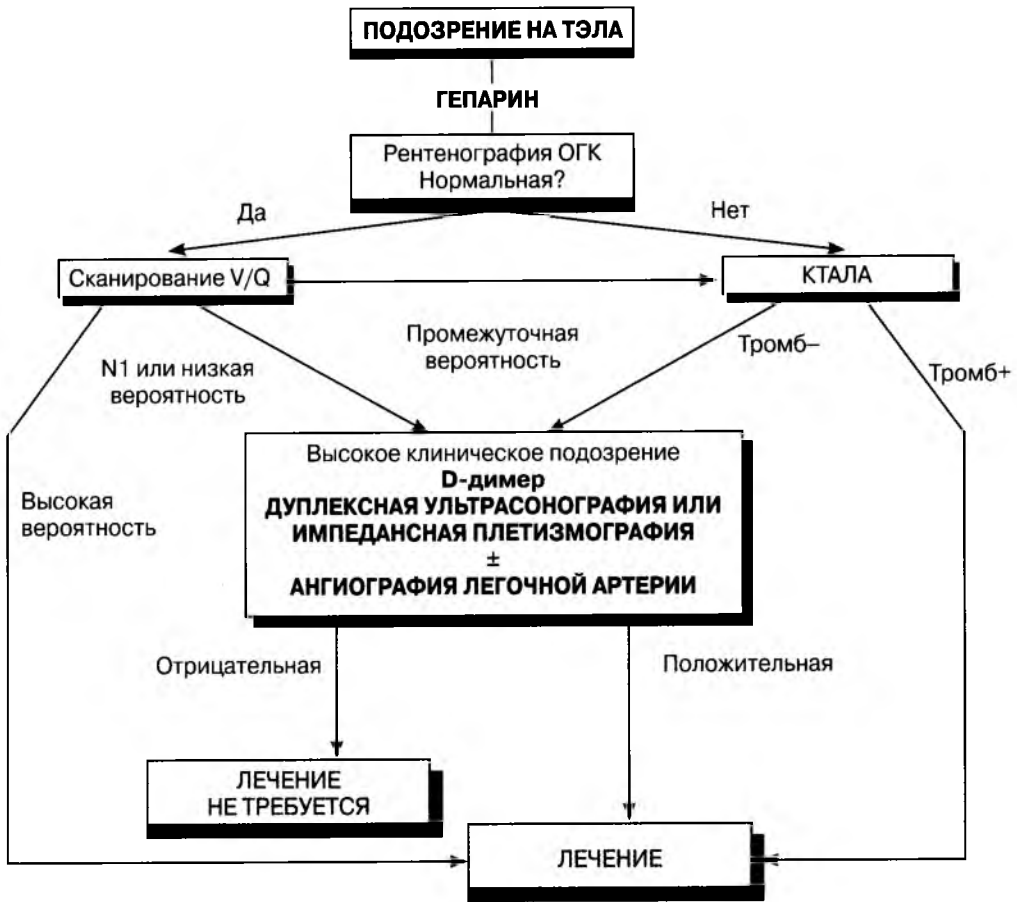 ПОДОЗРЕНИЕ НА ТЭЛА
ГЕПАРИН
Рентенография ОГК
Нормальная?
Да
Нет
Сканирование V/Q
КТАЛА
Промежуточная
вероятность
Тромб–
N1 или низкая
вероятность
Тромб+
Высокое клиническое подозрение
D-димер
ДУПЛЕКСНАЯ УЛЬТРАСОНОГРАФИЯ ИЛИ
ИМПЕДАНСНАЯ ПЛЕТИЗМОГРАФИЯ
±
АНГИОГРАФИЯ ЛЕГОЧНОЙ АРТЕРИИ
Высокая
вероятность
Отрицательная
Положительная
ЛЕЧЕНИЕ
НЕ ТРЕБУЕТСЯ
ЛЕЧЕНИЕ